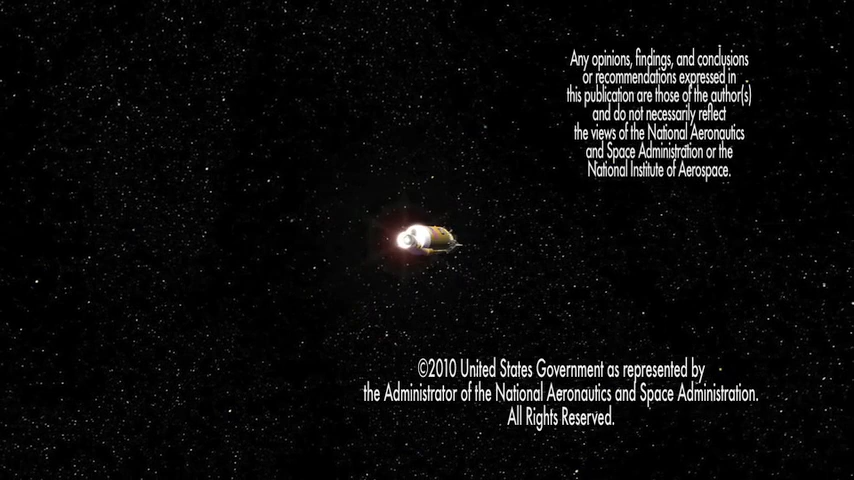 Any opinions, findings, and conclusions
or recommendations expressed in
this publication are those of the author(s)
and do not necessarily reflect
the views of the National Aeronautics
and Space Administration or the
National Institute of Aerospace.
©2010 United States Government as represented by
the Administrator of the National Aeronautics and Space Administration.
All Rights Reserved.